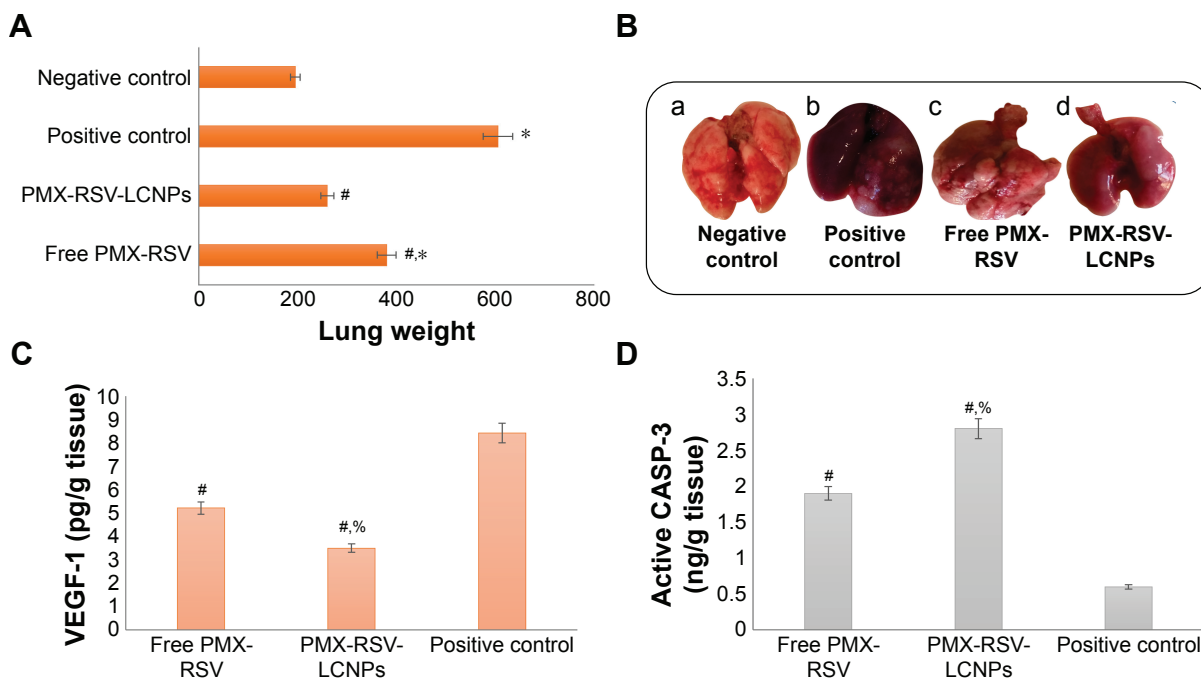 A
Negative control
Positive control
*
PMX-RSV-LCNPs
#
Free PMX-RSV
#,*
0
200
400
600
800
Lung weight
B
a
b
c
d
Negative
control
Positive
control
Free PMX-
RSV
PMX-RSV-
LCNPs
C
VEGF-1 (pg/g tissue)
10
9
8
7
6
5
4
3
2
1
0
#
#,%
Free PMX-
RSV
PMX-RSV-
LCNPs
Positive control
D
Active CASP-3
(ng/g tissue)
3.5
3
2.5
2
1.5
1
0.5
0
#
#,%
Free PMX-
RSV
PMX-RSV-
LCNPs
Positive control